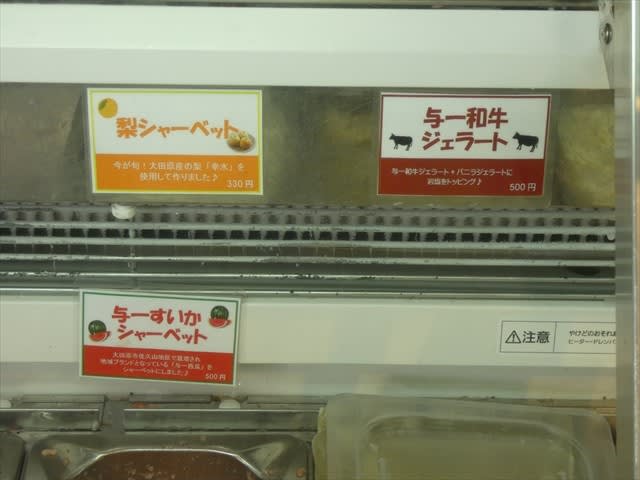 梨シャーベット
今が旬！大田原産の梨「幸水」を
使用して作りました♪
330円
与一和牛
ジェラート
与一和牛ジェラート+バニラジェラートに
岩塩をトッピング♪
500円
与一すいか
シャーベット
大田原市佐久山地区で栽培され
地域ブランドとなっている「与一西瓜」を
シャーベットにしました♪
500円
⚠注意
やけどのおそれあ
ヒーター・ドレンパ